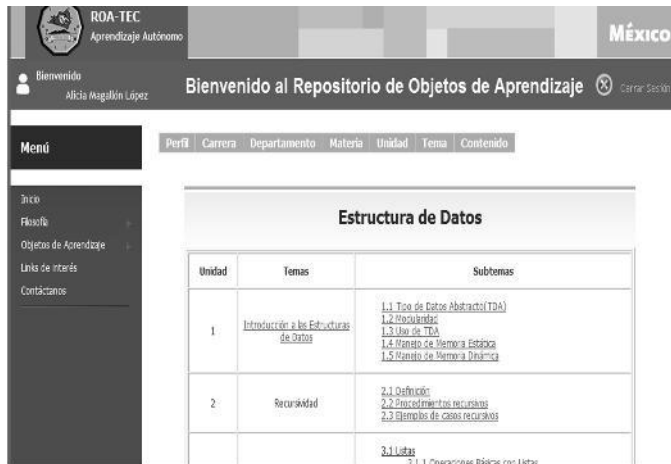 ROA-TEC
Aprendizaje Autónomo
México
Bienvenido
Alicia Magallón López
Bienvenido al Repositorio de Objetos de Aprendizaje
Cerrar Sesión
Menú
Perfil Carrera Departamento Materia Unidad Tema Contenido
Inicio
Filosofía
Objetos de Aprendizaje
Links de interés
Contáctanos
Estructura de Datos
Unidad Temas Subtemas
1
Introducción a las Estructuras
de Datos
1.1 Tipo de Datos Abstracto(TDA)
1.2 Modularidad
1.3 Uso de TDA
1.4 Manejo de Memoria Estática
1.5 Manejo de Memoria Dinámica
2
Recursividad
2.1 Definición
2.2 Procedimientos recursivos
2.3 Ejemplos de casos recursivos
3.1 Listas
3.1.1 Operaciones Básicas con Listas